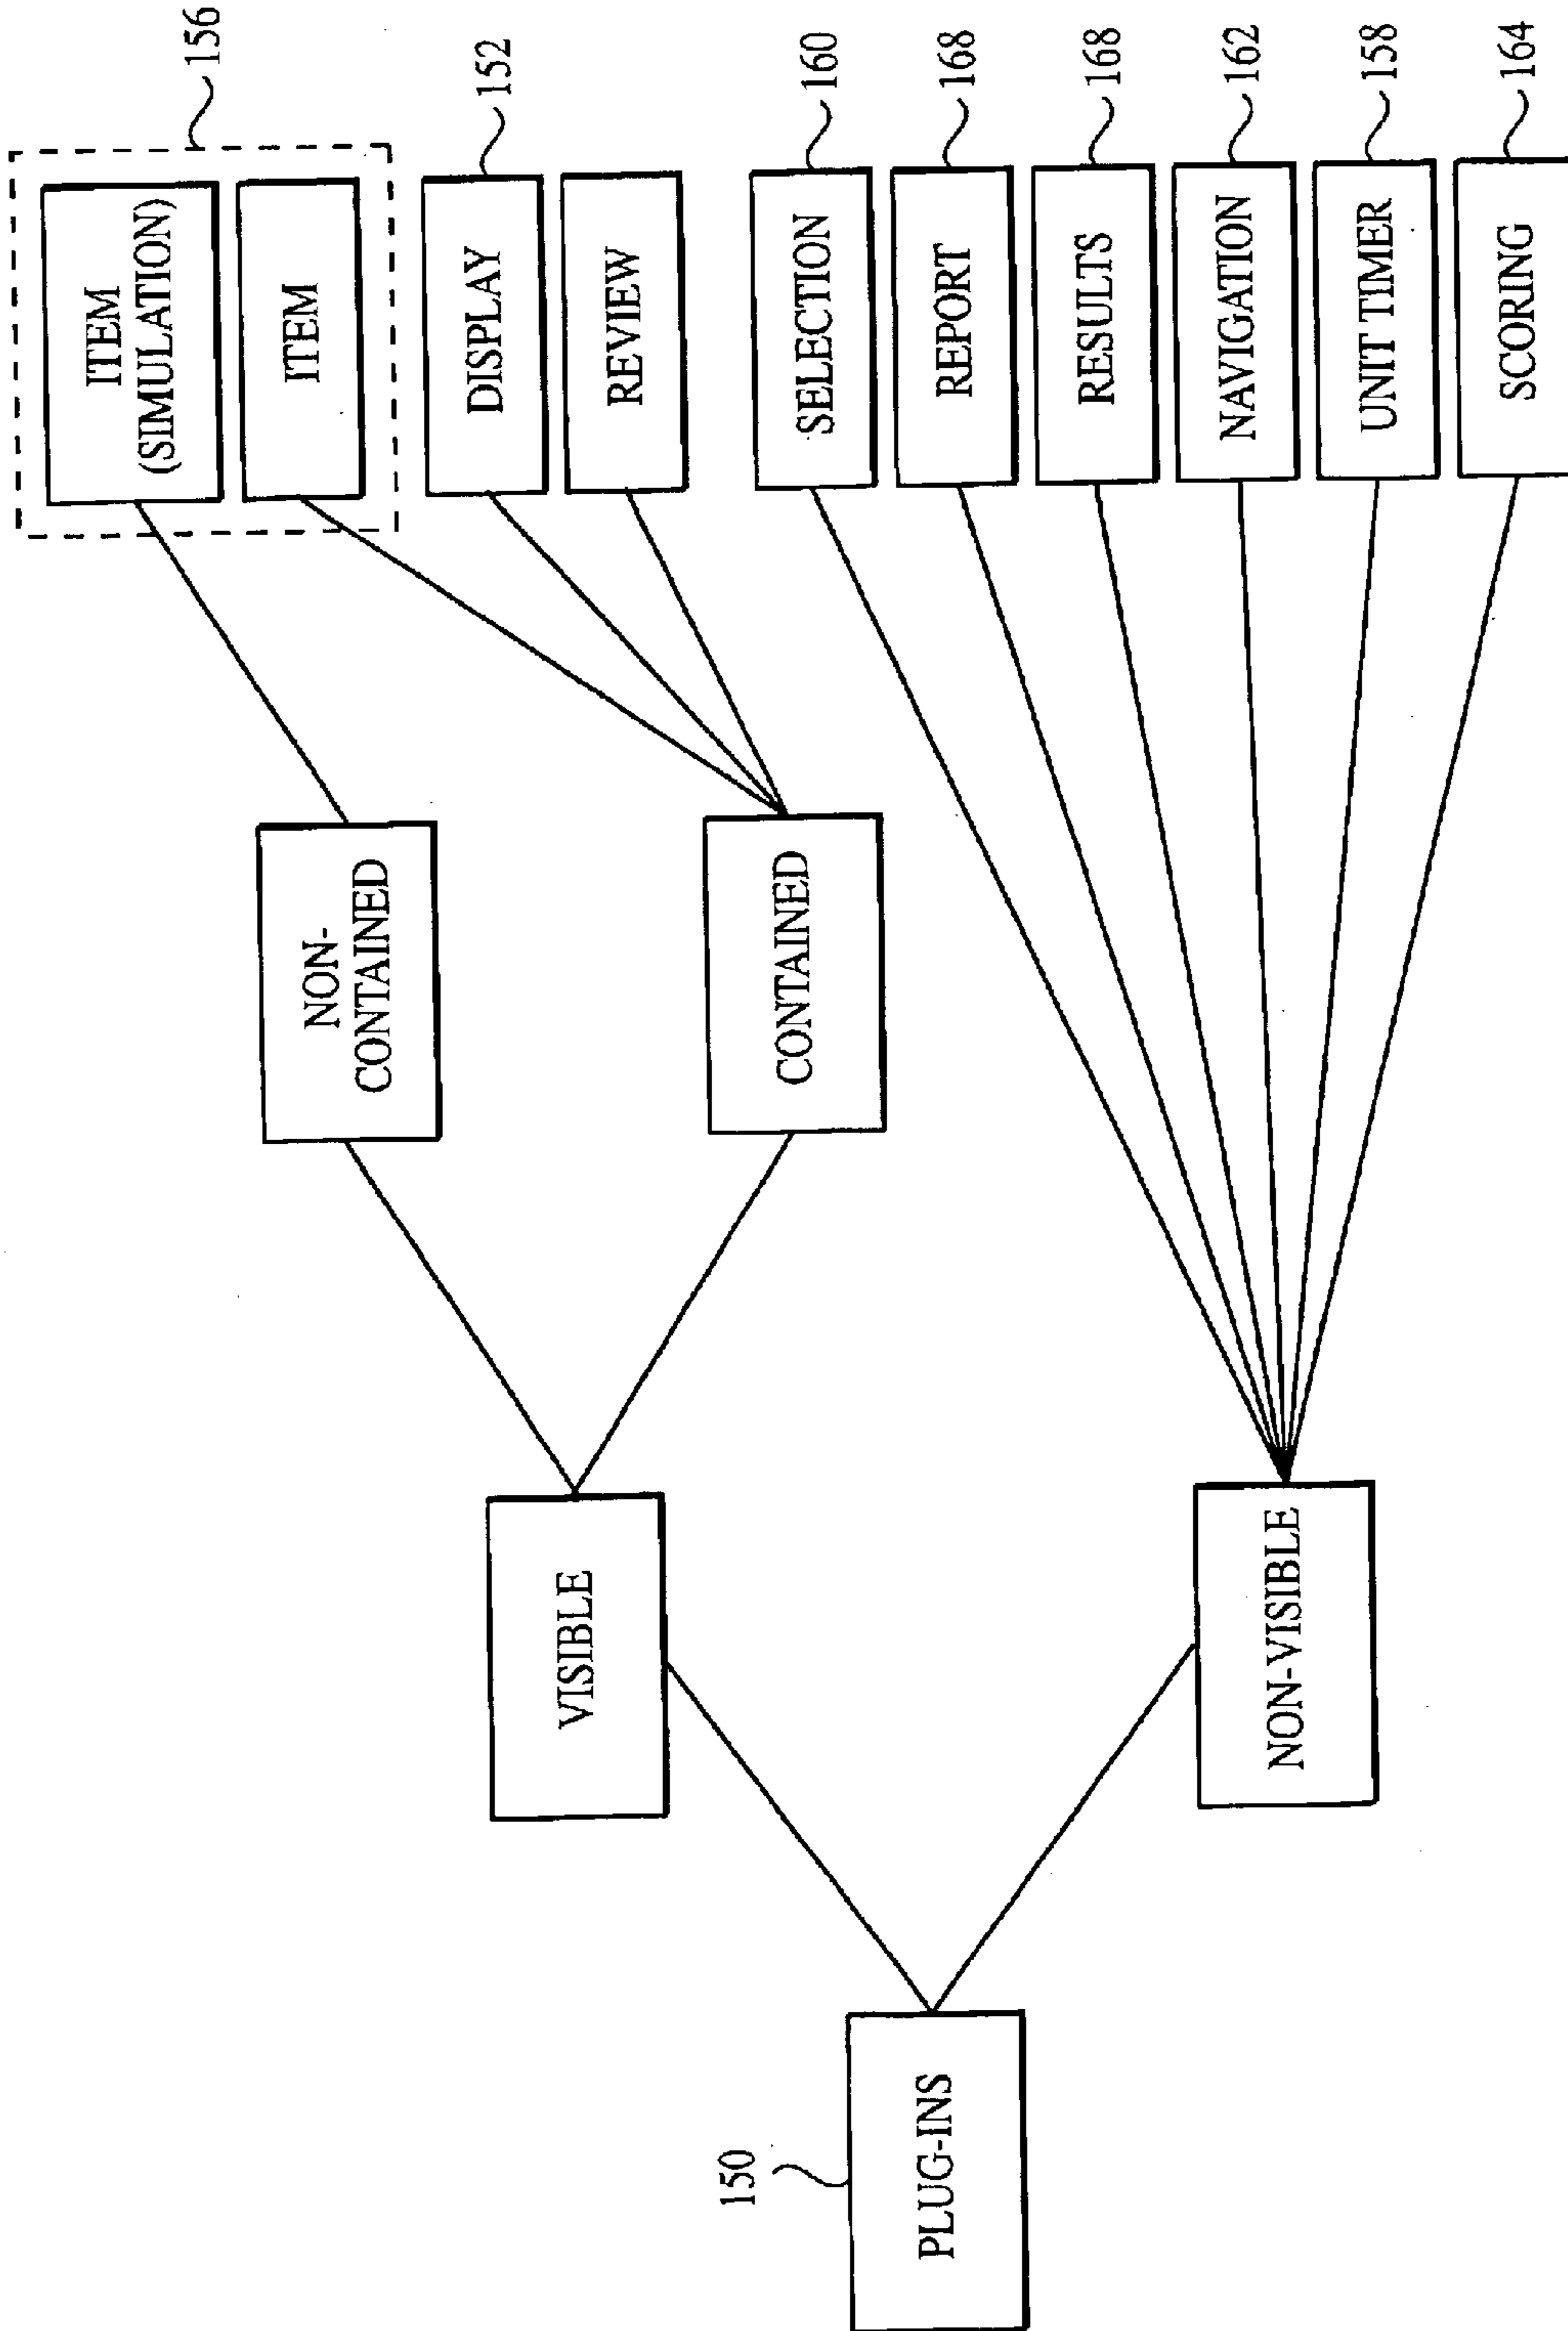 150
PLUG-INS
VISIBLE
NON-VISIBLE
NON-
CONTAINED
CONTAINED
ITEM
(SIMULATION)
156
ITEM
DISPLAY
152
REVIEW
SELECTION
160
REPORT
168
RESULTS
168
NAVIGATION
162
UNIT TIMER
158
SCORING
164